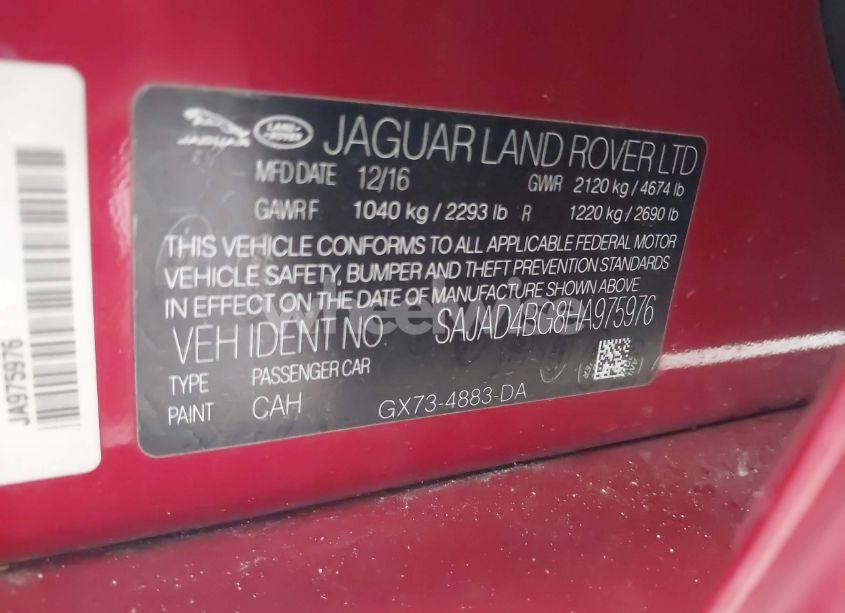 JAGUAR LAND ROVER JAGUAR LAND ROVER LTD
MFD DATE 12/16 GVWR 2120 kg / 4674 lb
GAWR F 1040 kg / 2293 lb R 1220 kg / 2690 lb
THIS VEHICLE CONFORMS TO ALL APPLICABLE FEDERAL MOTOR
VEHICLE SAFETY, BUMPER AND THEFT PREVENTION STANDARDS
IN EFFECT ON THE DATE OF MANUFACTURE SHOWN ABOVE
VEH IDENT NO. SAJAD4BG8HA975976
TYPE PASSENGER CAR
PAINT CAH GX73-4883-DA
JA975976